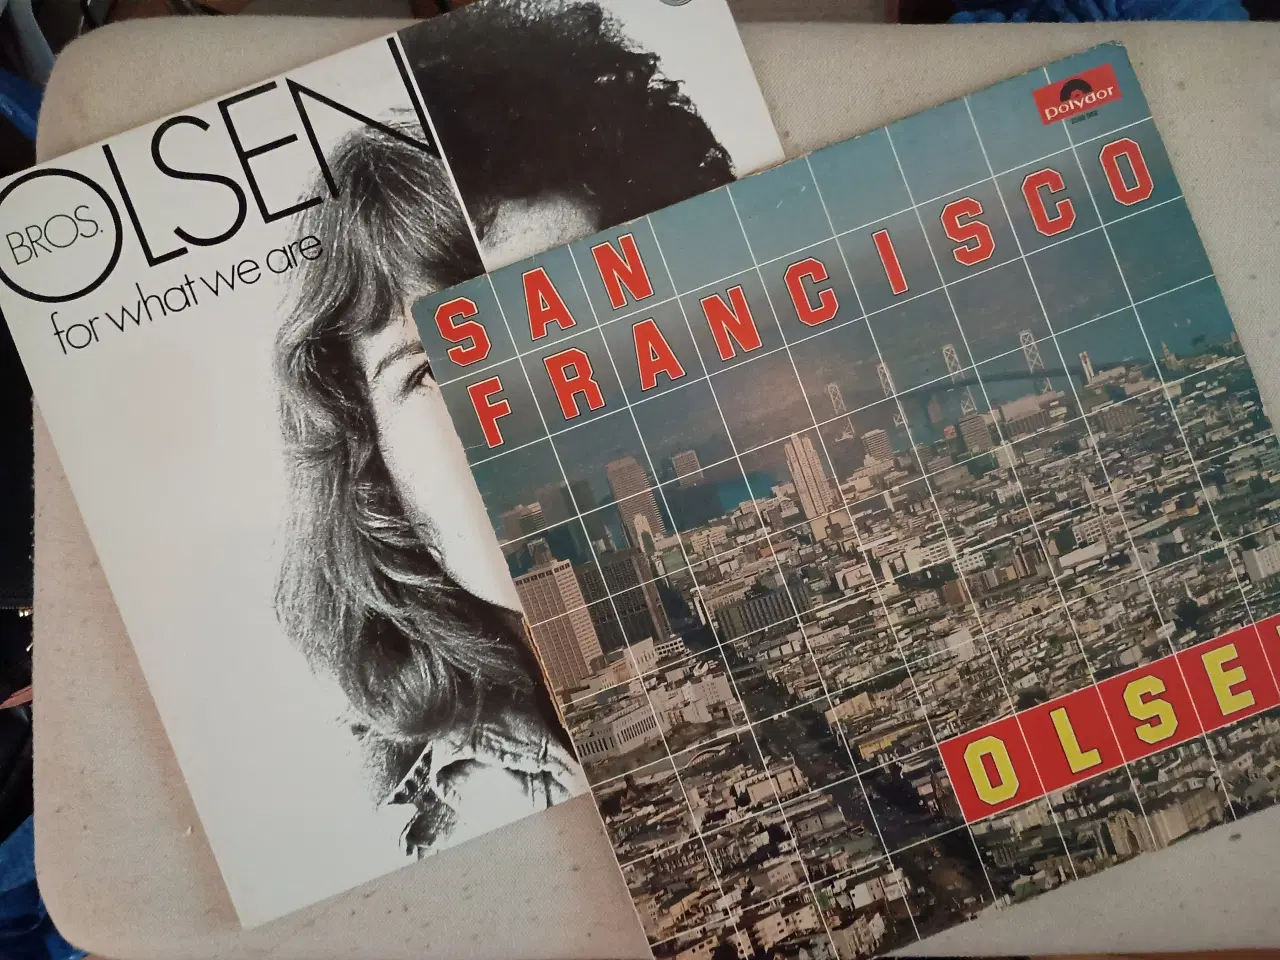 BROS. OLSEN
for what we are
polydor
SAN
FRANCISCO
OLSE